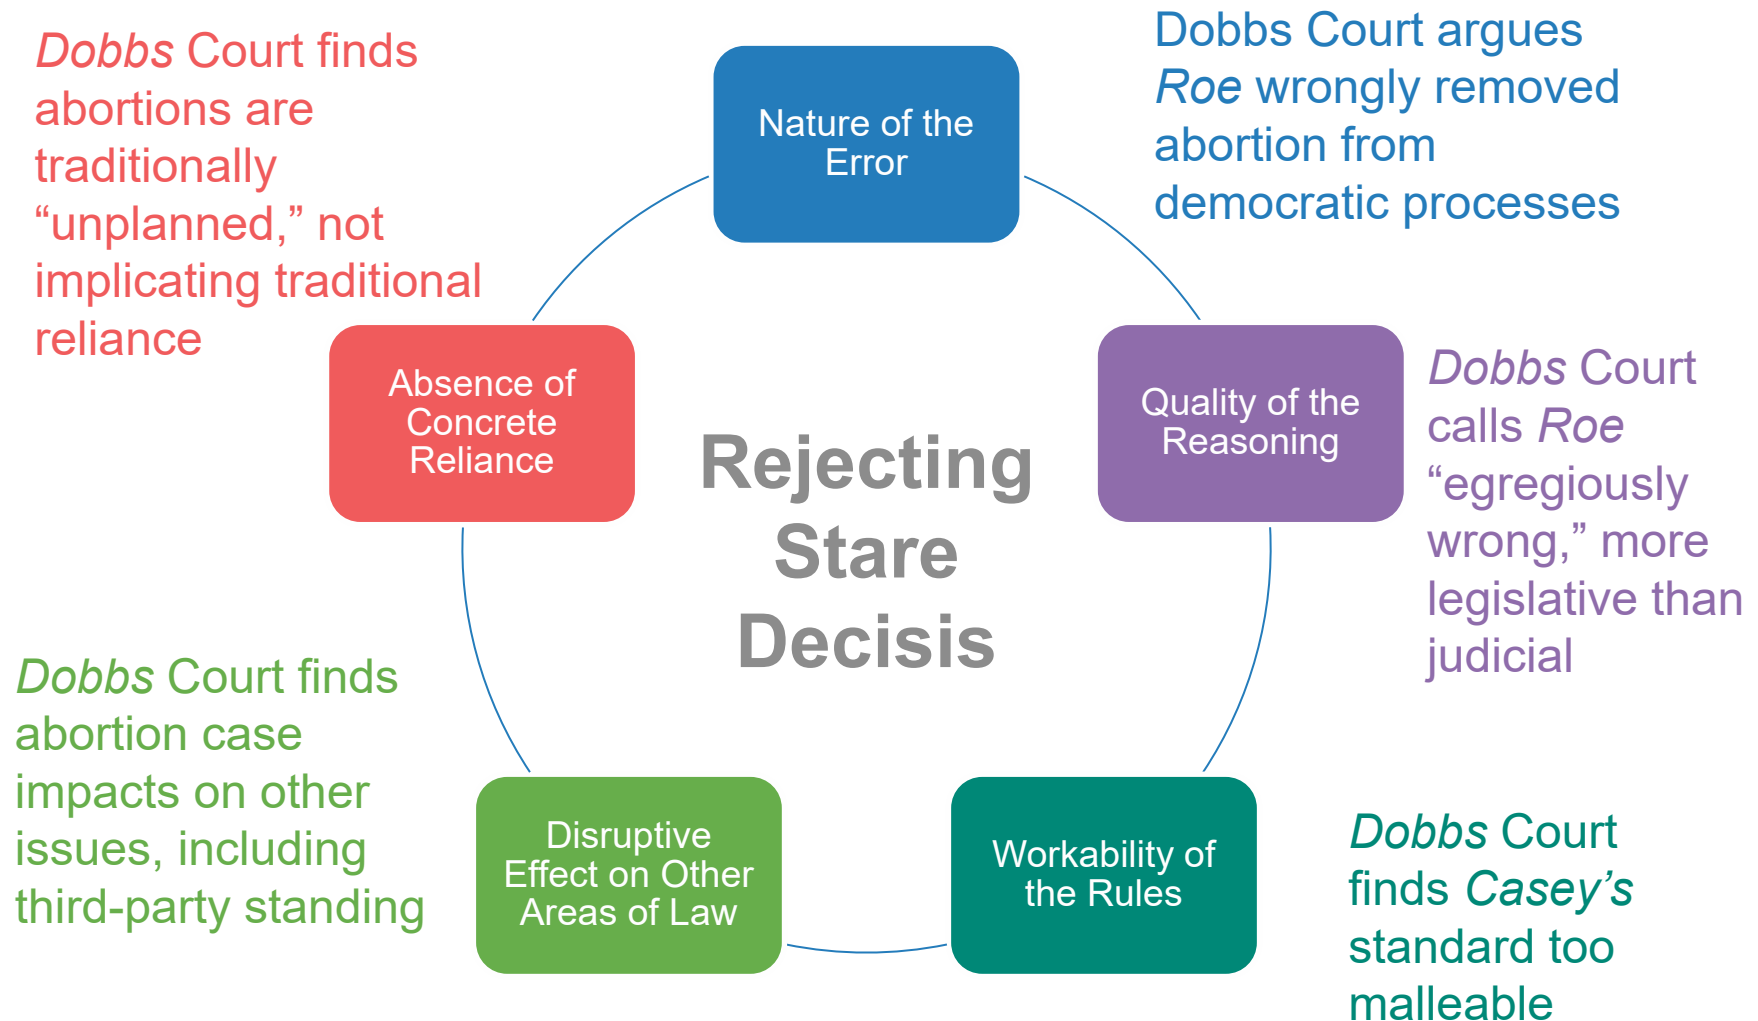 Dobbs Court finds
abortions are
traditionally
“unplanned,” not
implicating traditional
reliance
Nature of the
Error
Dobbs Court argues
Roe wrongly removed
abortion from
democratic processes
Absence of
Concrete
Reliance
Rejecting
Stare
Decisis
Quality of the
Reasoning
Dobbs Court
calls Roe
“egregiously
wrong,” more
legislative than
judicial
Dobbs Court finds
abortion case
impacts on other
issues, including
third-party standing
Disruptive
Effect on Other
Areas of Law
Workability of
the Rules
Dobbs Court
finds Casey’s
standard too
malleable